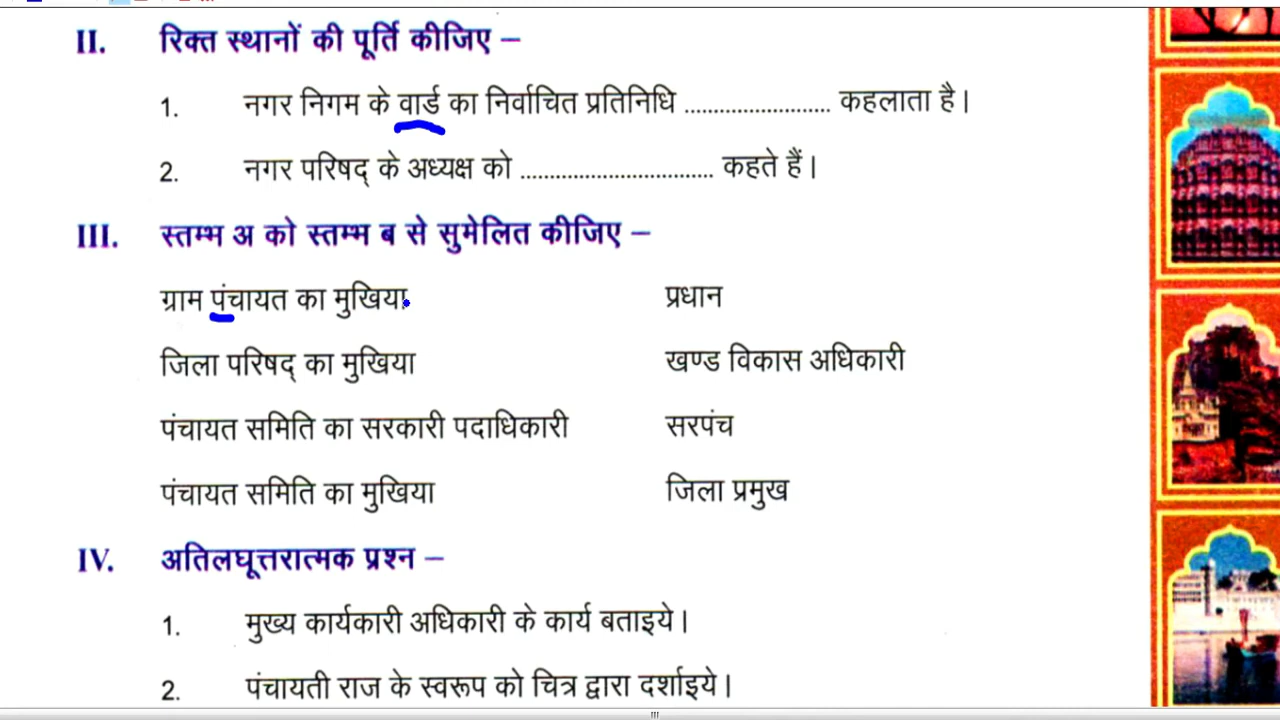 II. रिक्त स्थानों की पूर्ति कीजिए –
1. नगर निगम के वार्ड का निर्वाचित प्रतिनिधि ......................... कहलाता है।
2. नगर परिषद् के अध्यक्ष को ................................. कहते हैं।
III. स्तम्भ अ को स्तम्भ ब से सुमेलित कीजिए –
ग्राम पंचायत का मुखिया प्रधान
जिला परिषद् का मुखिया खण्ड विकास अधिकारी
पंचायत समिति का सरकारी पदाधिकारी सरपंच
पंचायत समिति का मुखिया जिला प्रमुख
IV. अतिलघूत्तरात्मक प्रश्न –
1. मुख्य कार्यकारी अधिकारी के कार्य बताइये।
2. पंचायती राज के स्वरूप को चित्र द्वारा दर्शाइये।